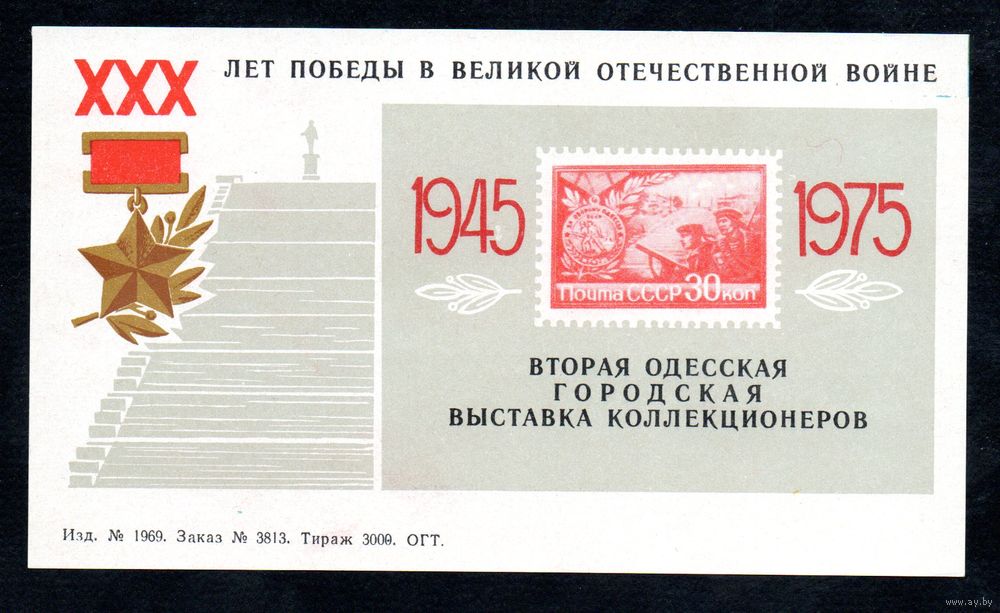 XXX ЛЕТ ПОБЕДЫ В ВЕЛИКОЙ ОТЕЧЕСТВЕННОЙ ВОЙНЕ
1945
1975
Почта СССР 30 коп
ВТОРАЯ ОДЕССКАЯ
ГОРОДСКАЯ
ВЫСТАВКА КОЛЛЕКЦИОНЕРОВ
Изд. № 1969. Заказ № 3813. Тираж 3000. ОГТ.
www.ay.by